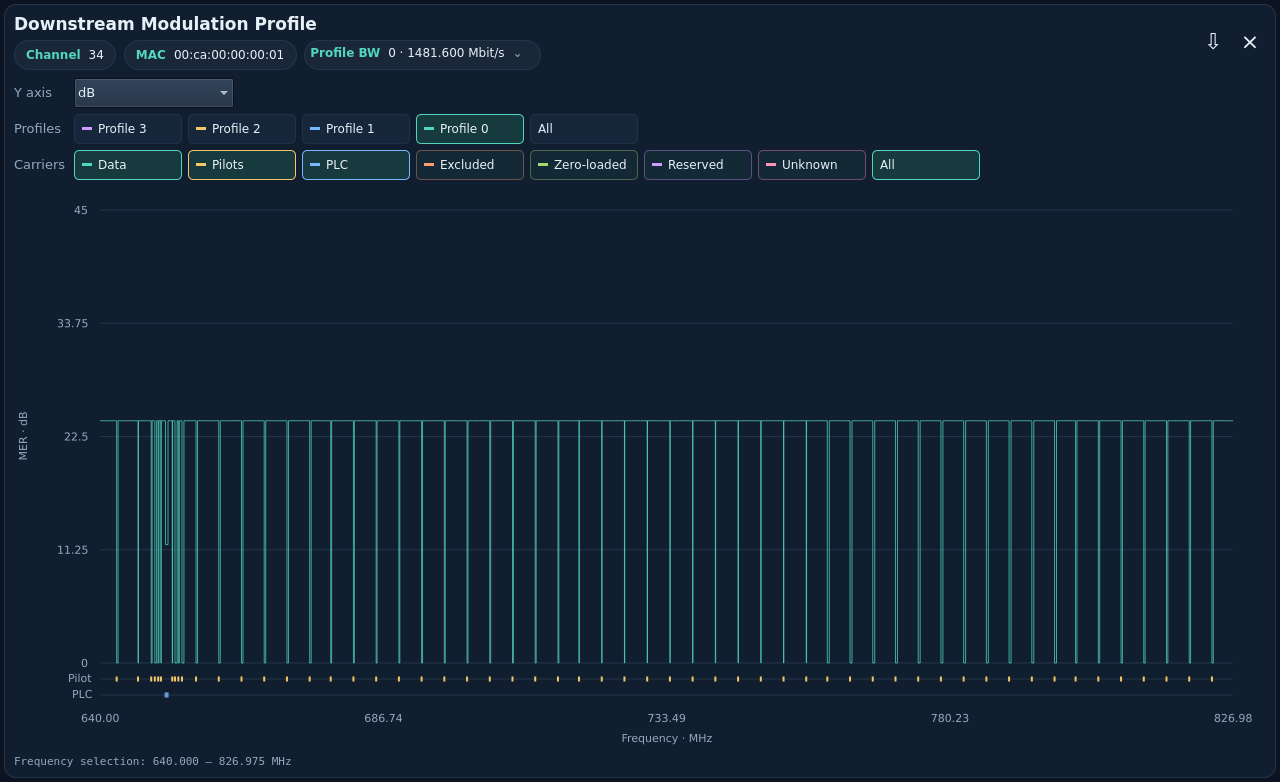 Downstream Modulation Profile
Channel 34 MAC 00:ca:00:00:00:01 Profile BW 0 · 1481.600 Mbit/s
Y axis dB
Profiles Profile 3 Profile 2 Profile 1 Profile 0 All
Carriers Data Pilots PLC Excluded Zero-loaded Reserved Unknown All
45
33.75
22.5
11.25
0
MER · dB
Pilot
PLC
640.00 686.74 733.49 780.23 826.98
Frequency · MHz
Frequency selection: 640.000 — 826.975 MHz